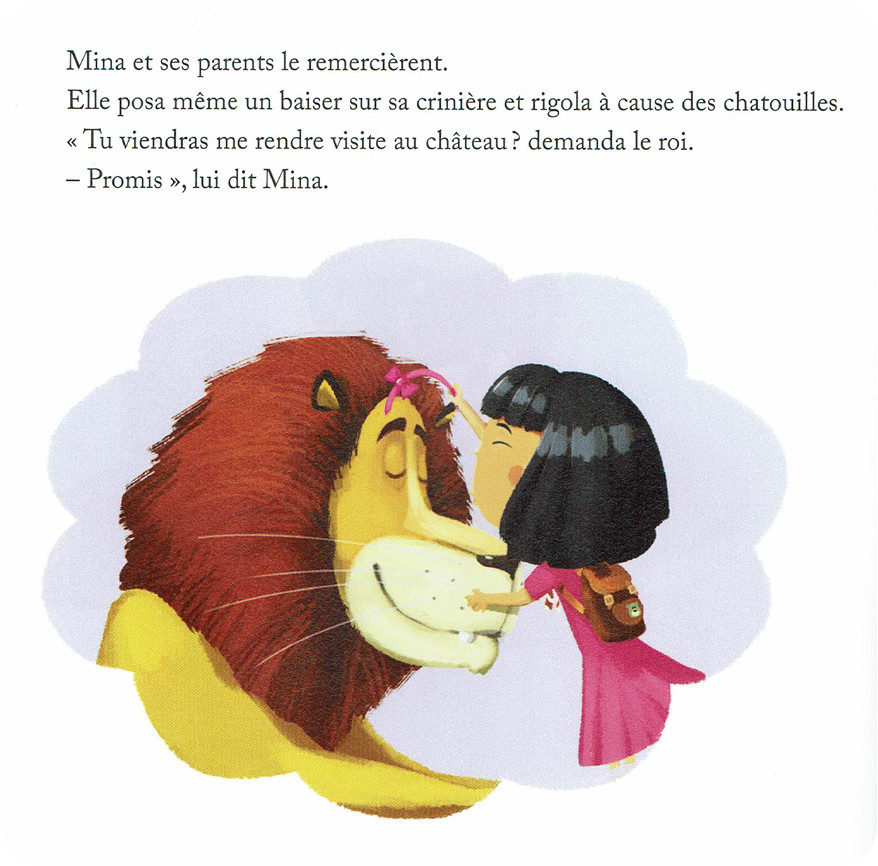 Mina et ses parents le remercièrent.
Elle posa même un baiser sur sa crinière et rigola à cause des chatouilles.
« Tu viendras me rendre visite au château ? demanda le roi.
– Promis », lui dit Mina.